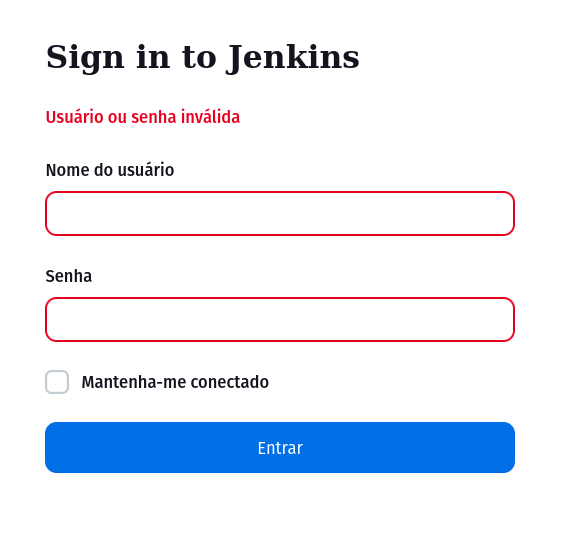 Sign in to Jenkins
Usuário ou senha inválida
Nome do usuário
Senha
Mantenha-me conectado
Entrar